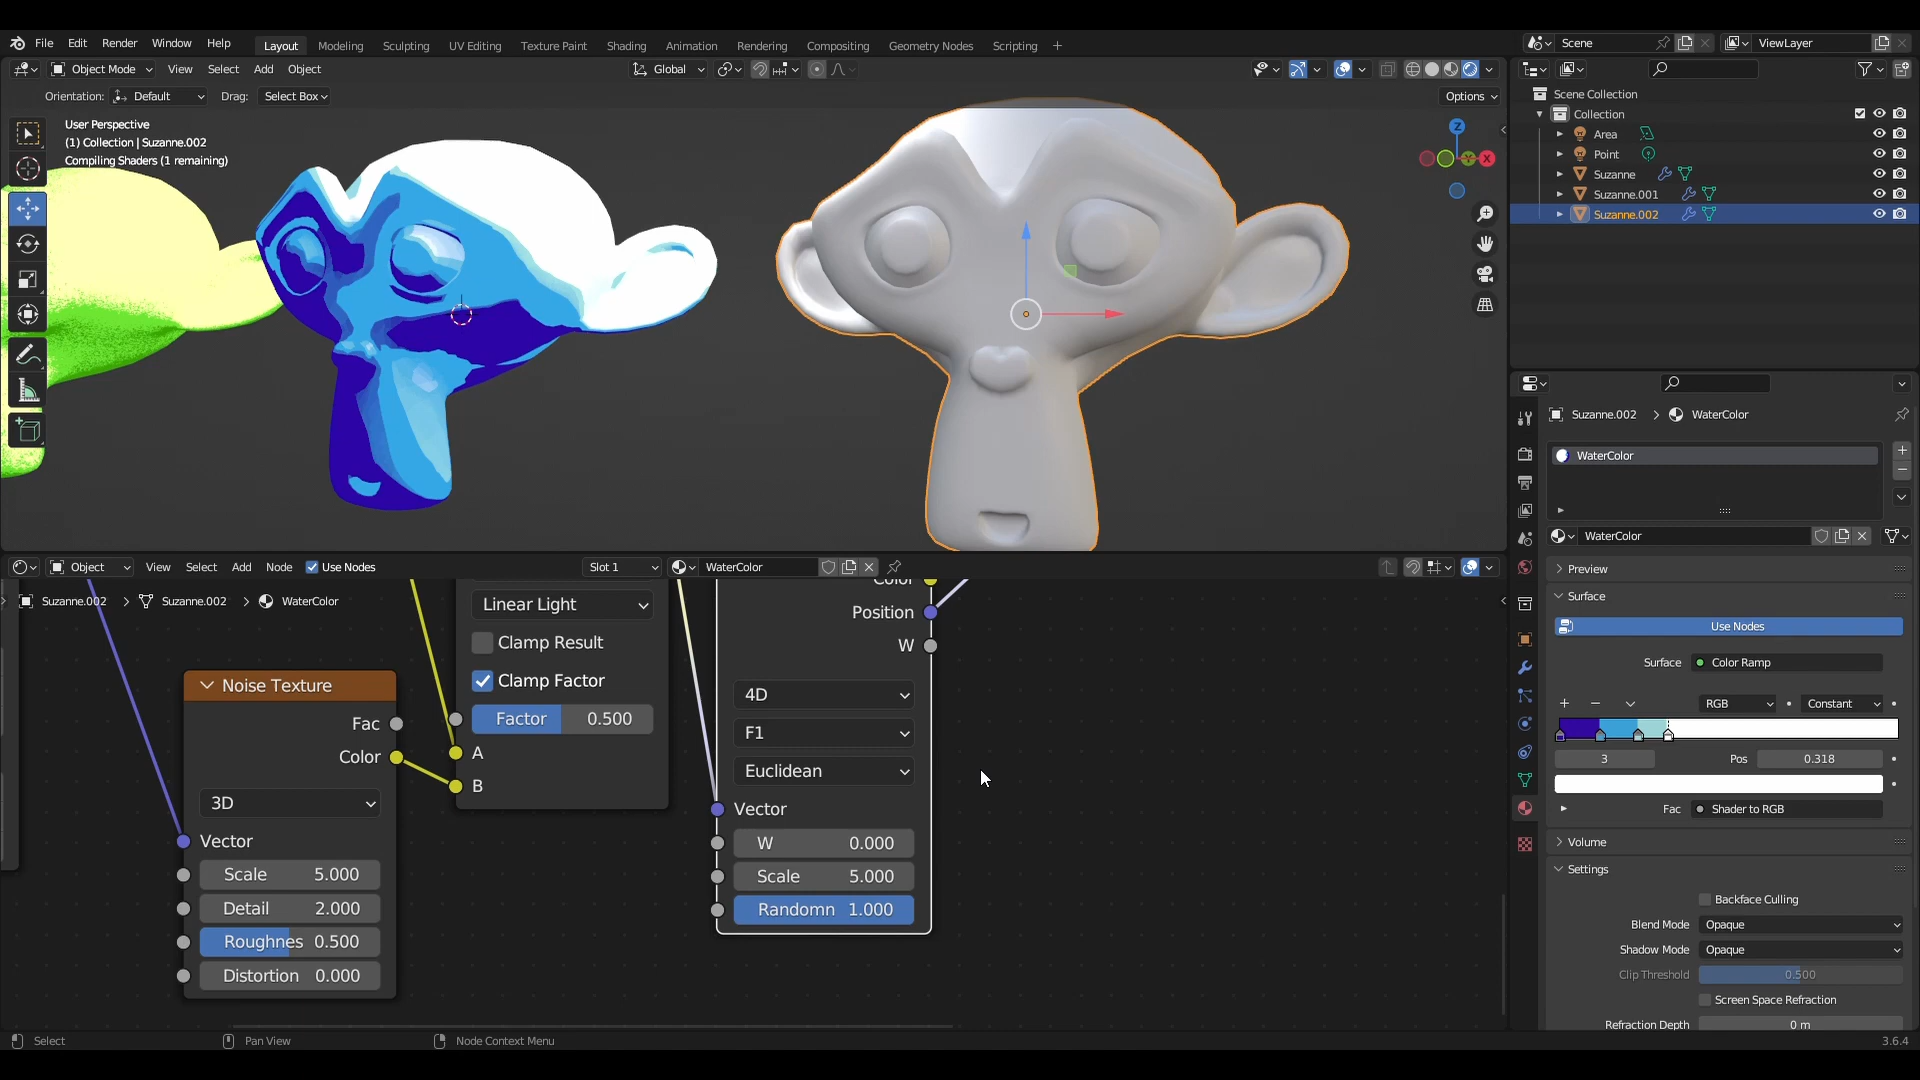 File Edit Render Window Help Layout Modeling Sculpting UV Editing Texture Paint Shading Animation Rendering Compositing Geometry Nodes Scripting + Scene ViewLayer
Object Mode View Select Add Object Global
Orientation: Default Drag: Select Box Options
User Perspective
(1) Collection | Suzanne.002
Compiling Shaders (1 remaining)
Z
Y
X
Scene Collection
Collection
Area
Point
Suzanne
Suzanne.001
Suzanne.002
Suzanne.002 > WaterColor
WaterColor
WaterColor
Preview
Surface
Use Nodes
Surface Color Ramp
RGB Constant
3 Pos 0.318
Fac Shader to RGB
Volume
Settings
Backface Culling
Blend Mode Opaque
Shadow Mode Opaque
Clip Threshold 0.500
Screen Space Refraction
Refraction Depth 0 m
Object View Select Add Node Use Nodes Slot 1 WaterColor
Suzanne.002 > Suzanne.002 > WaterColor
Noise Texture
Fac
Color
3D
Vector
Scale 5.000
Detail 2.000
Roughnes 0.500
Distortion 0.000
Linear Light
Clamp Result
Clamp Factor
Factor 0.500
A
B
Color
Position
W
4D
F1
Euclidean
Vector
W 0.000
Scale 5.000
Randomn 1.000
Select Pan View Node Context Menu 3.6.4